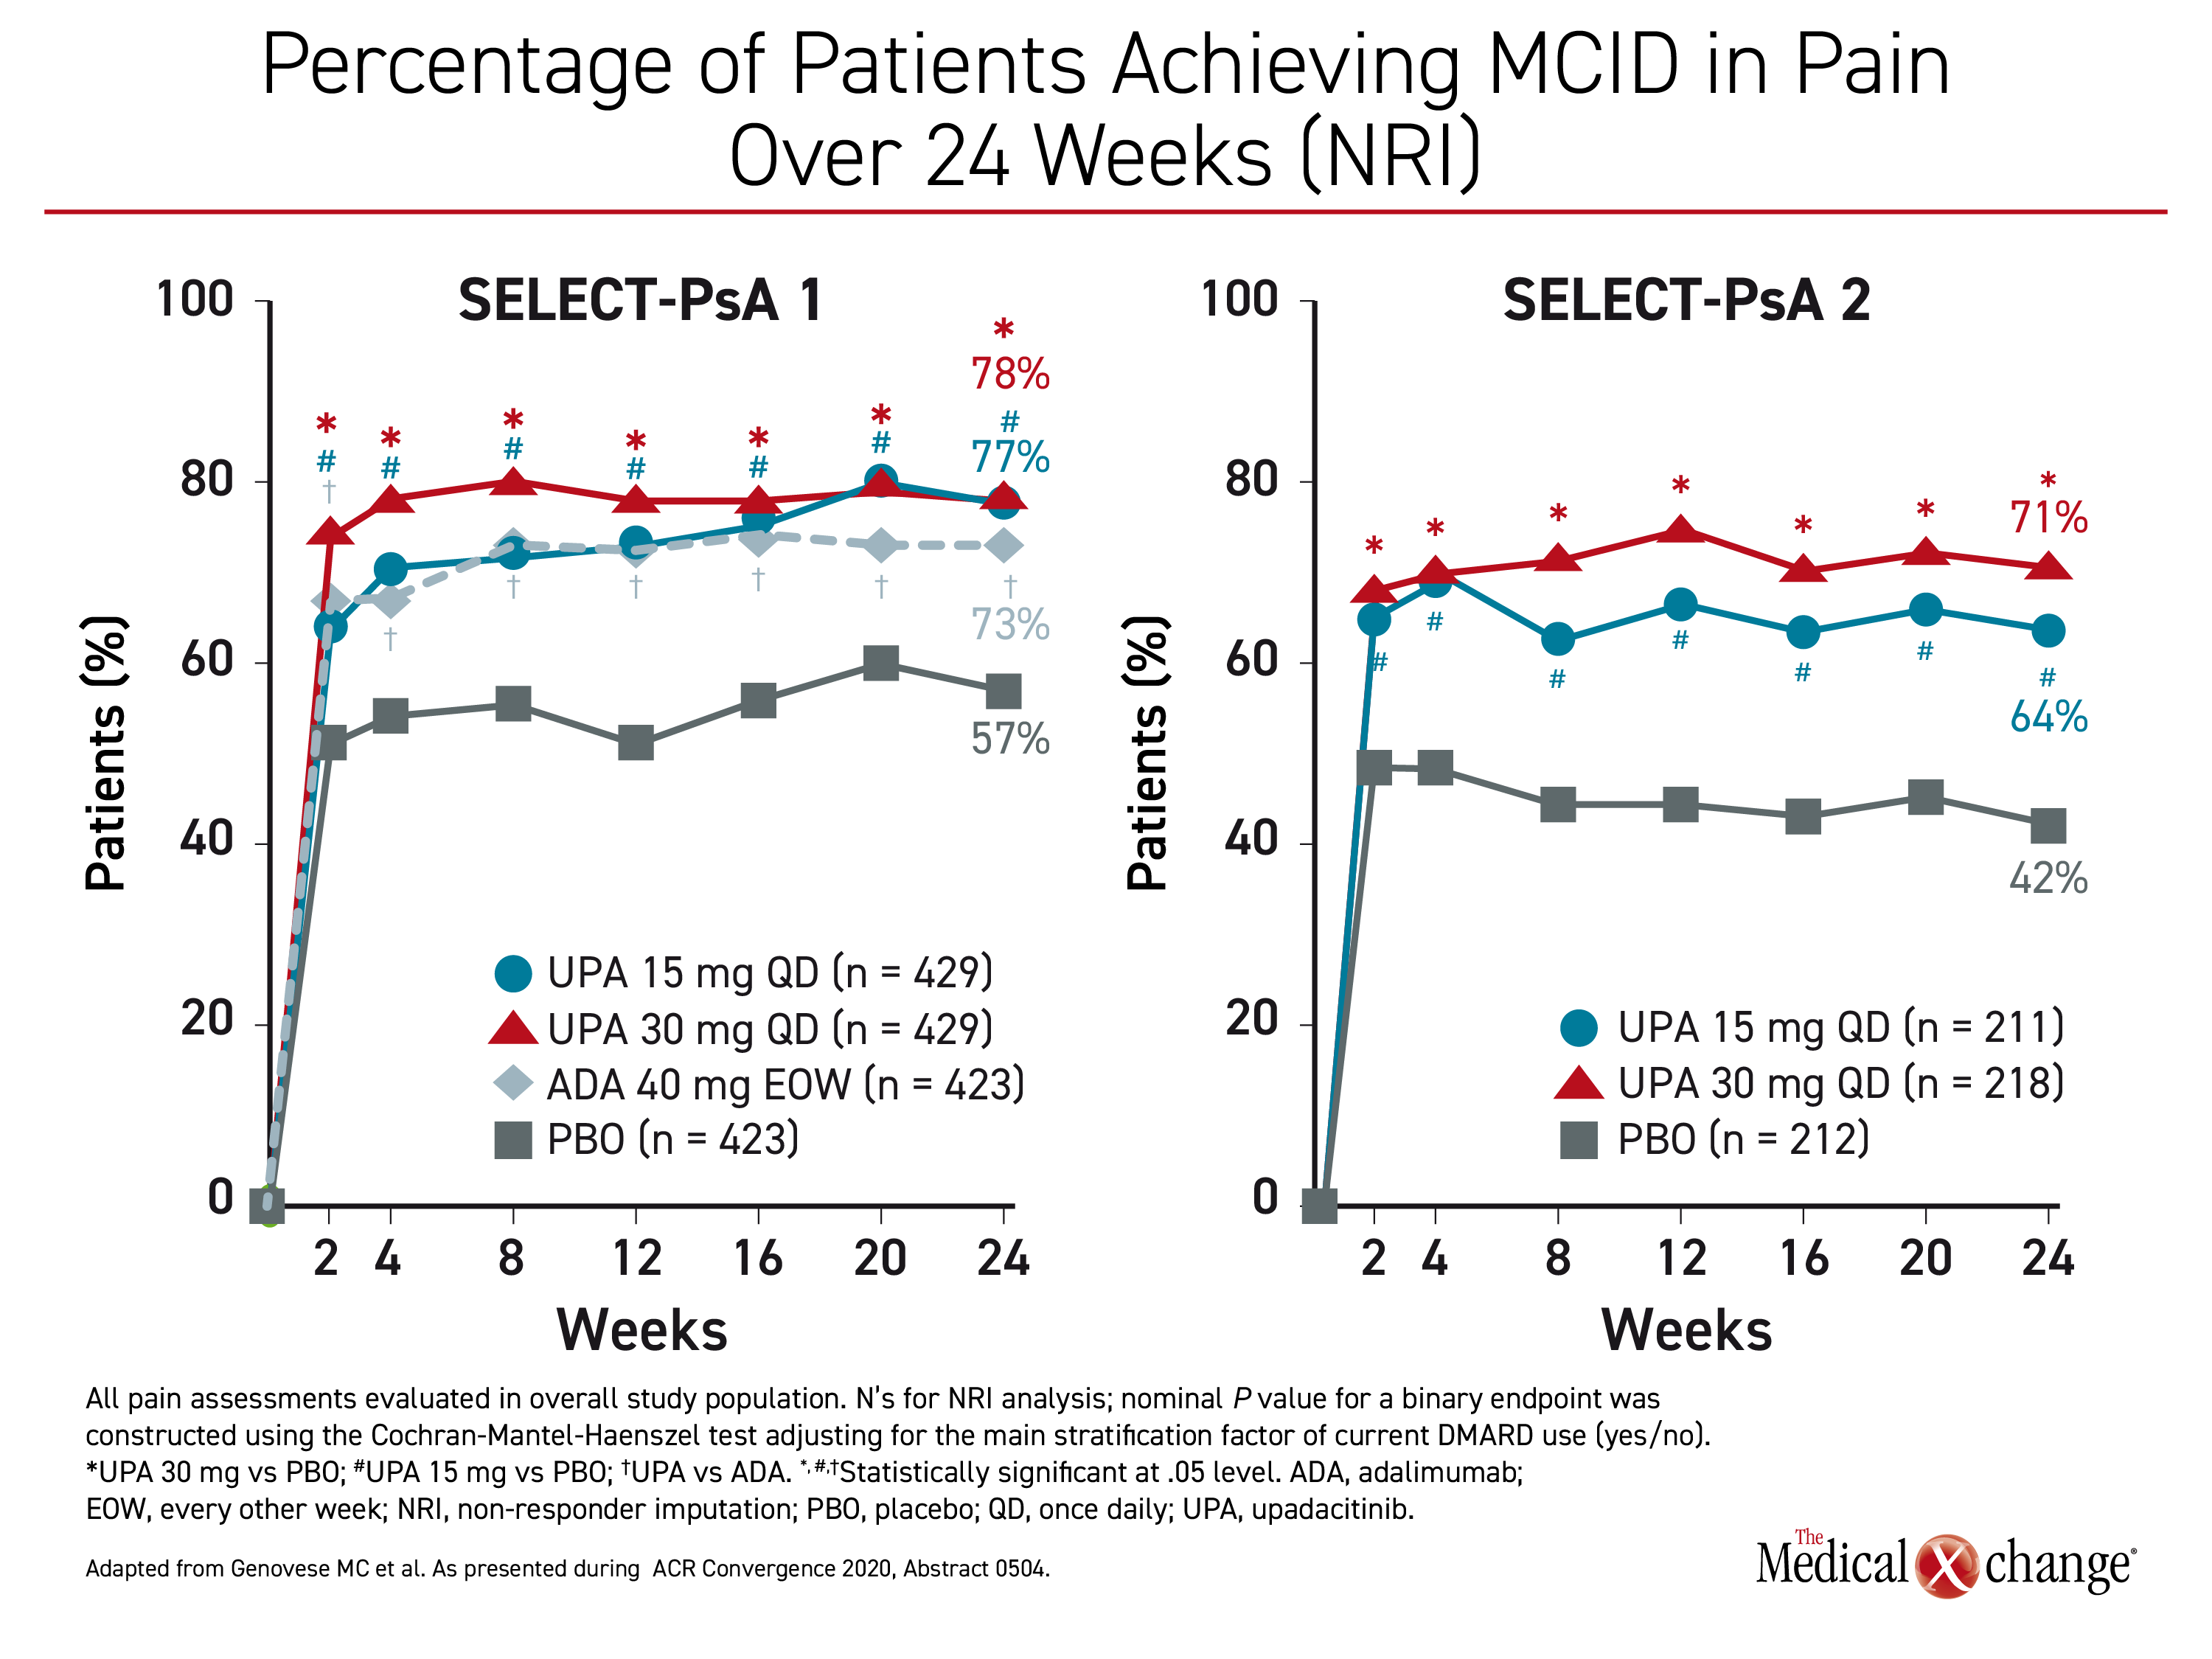 Percentage of Patients Achieving MCID in Pain
Over 24 Weeks (NRI)
SELECT-PsA 1
Patients (%)
100
80
60
40
20
0
* * * * * * *
# # # # # # #
† † † † † † †
78%
77%
73%
57%
UPA 15 mg QD (n = 429)
UPA 30 mg QD (n = 429)
ADA 40 mg EOW (n = 423)
PBO (n = 423)
2 4 8 12 16 20 24
Weeks
SELECT-PsA 2
Patients (%)
100
80
60
40
20
0
* * * * * * *
71%
# # # # # # #
64%
42%
UPA 15 mg QD (n = 211)
UPA 30 mg QD (n = 218)
PBO (n = 212)
2 4 8 12 16 20 24
Weeks
All pain assessments evaluated in overall study population. N's for NRI analysis; nominal P value for a binary endpoint was
constructed using the Cochran-Mantel-Haenszel test adjusting for the main stratification factor of current DMARD use (yes/no).
*UPA 30 mg vs PBO; #UPA 15 mg vs PBO; †UPA vs ADA. *,#,†Statistically significant at .05 level. ADA, adalimumab;
EOW, every other week; NRI, non-responder imputation; PBO, placebo; QD, once daily; UPA, upadacitinib.
Adapted from Genovese MC et al. As presented during ACR Convergence 2020, Abstract 0504.
The
Medical Xchange®